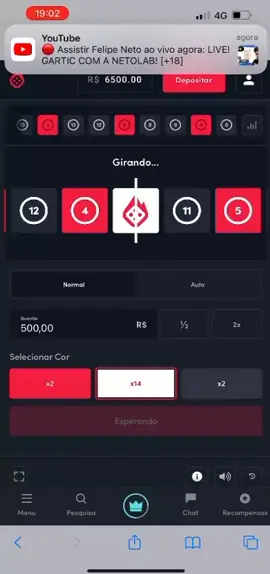 19:02
4G
YouTube
agora
🔴 Assistir Felipe Neto ao vivo agora: LIVE!
GARTIC COM A NETOLAB! [+18]
R$ 6500.00
Depositar
Girando...
12
4
11
5
Normal
Auto
Quantia
500,00
R$
½
2x
Selecionar Cor
x2
x14
x2
Esperando
Menu
Pesquisa
Chat
Recompensas